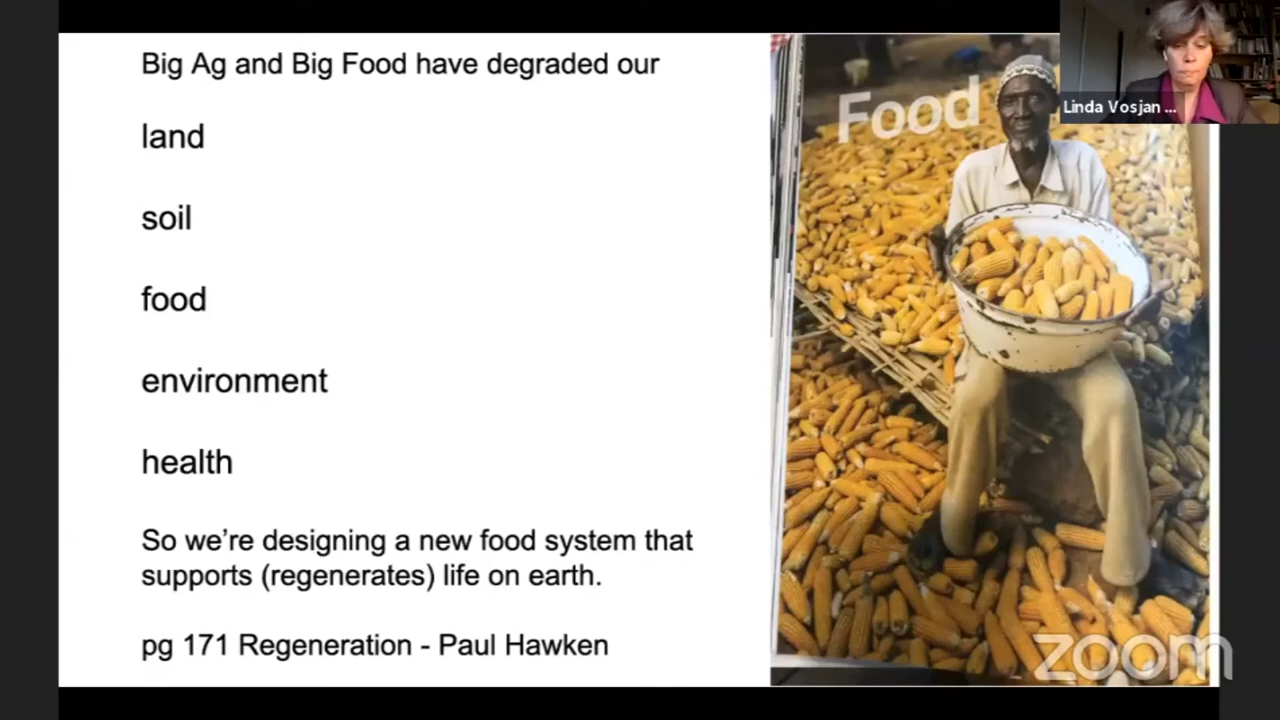 Big Ag and Big Food have degraded our
land
soil
food
environment
health
So we're designing a new food system that
supports (regenerates) life on earth.
pg 171 Regeneration - Paul Hawken
Food
Linda Vosjan ...
zoom